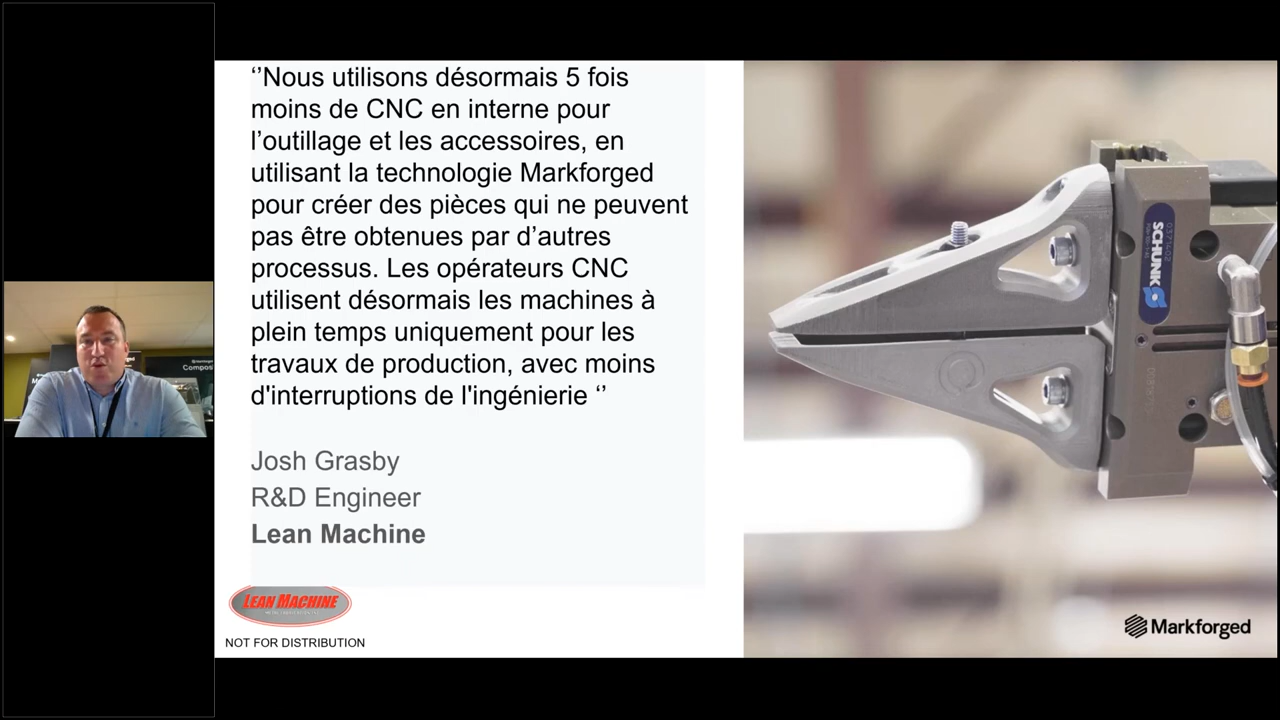 ‘’Nous utilisons désormais 5 fois
moins de CNC en interne pour
l’outillage et les accessoires, en
utilisant la technologie Markforged
pour créer des pièces qui ne peuvent
pas être obtenues par d’autres
processus. Les opérateurs CNC
utilisent désormais les machines à
plein temps uniquement pour les
travaux de production, avec moins
d'interruptions de l'ingénierie ‘’
Josh Grasby
R&D Engineer
Lean Machine
LEAN MACHINE
NOT FOR DISTRIBUTION
SCHUNK
Markforged